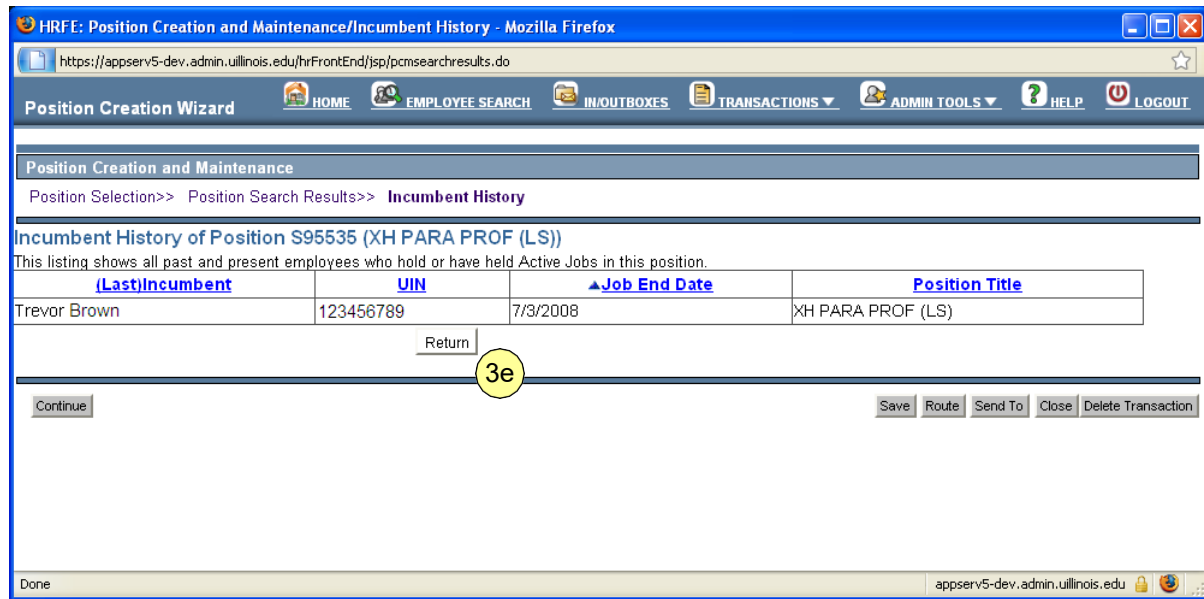 HRFE: Position Creation and Maintenance/Incumbent History - Mozilla Firefox
https://appserv5-dev.admin.uillinois.edu/hrFrontEnd/jsp/pcmsearchresults.do
Position Creation Wizard HOME EMPLOYEE SEARCH IN/OUTBOXES TRANSACTIONS▼ ADMIN TOOLS▼ HELP LOGOUT
Position Creation and Maintenance
Position Selection>> Position Search Results>> Incumbent History
Incumbent History of Position S95535 (XH PARA PROF (LS))
This listing shows all past and present employees who hold or have held Active Jobs in this position.
(Last)Incumbent UIN ▲Job End Date Position Title
Trevor Brown 123456789 7/3/2008 XH PARA PROF (LS)
Return
3e
Continue Save Route Send To Close Delete Transaction
Done appserv5-dev.admin.uillinois.edu